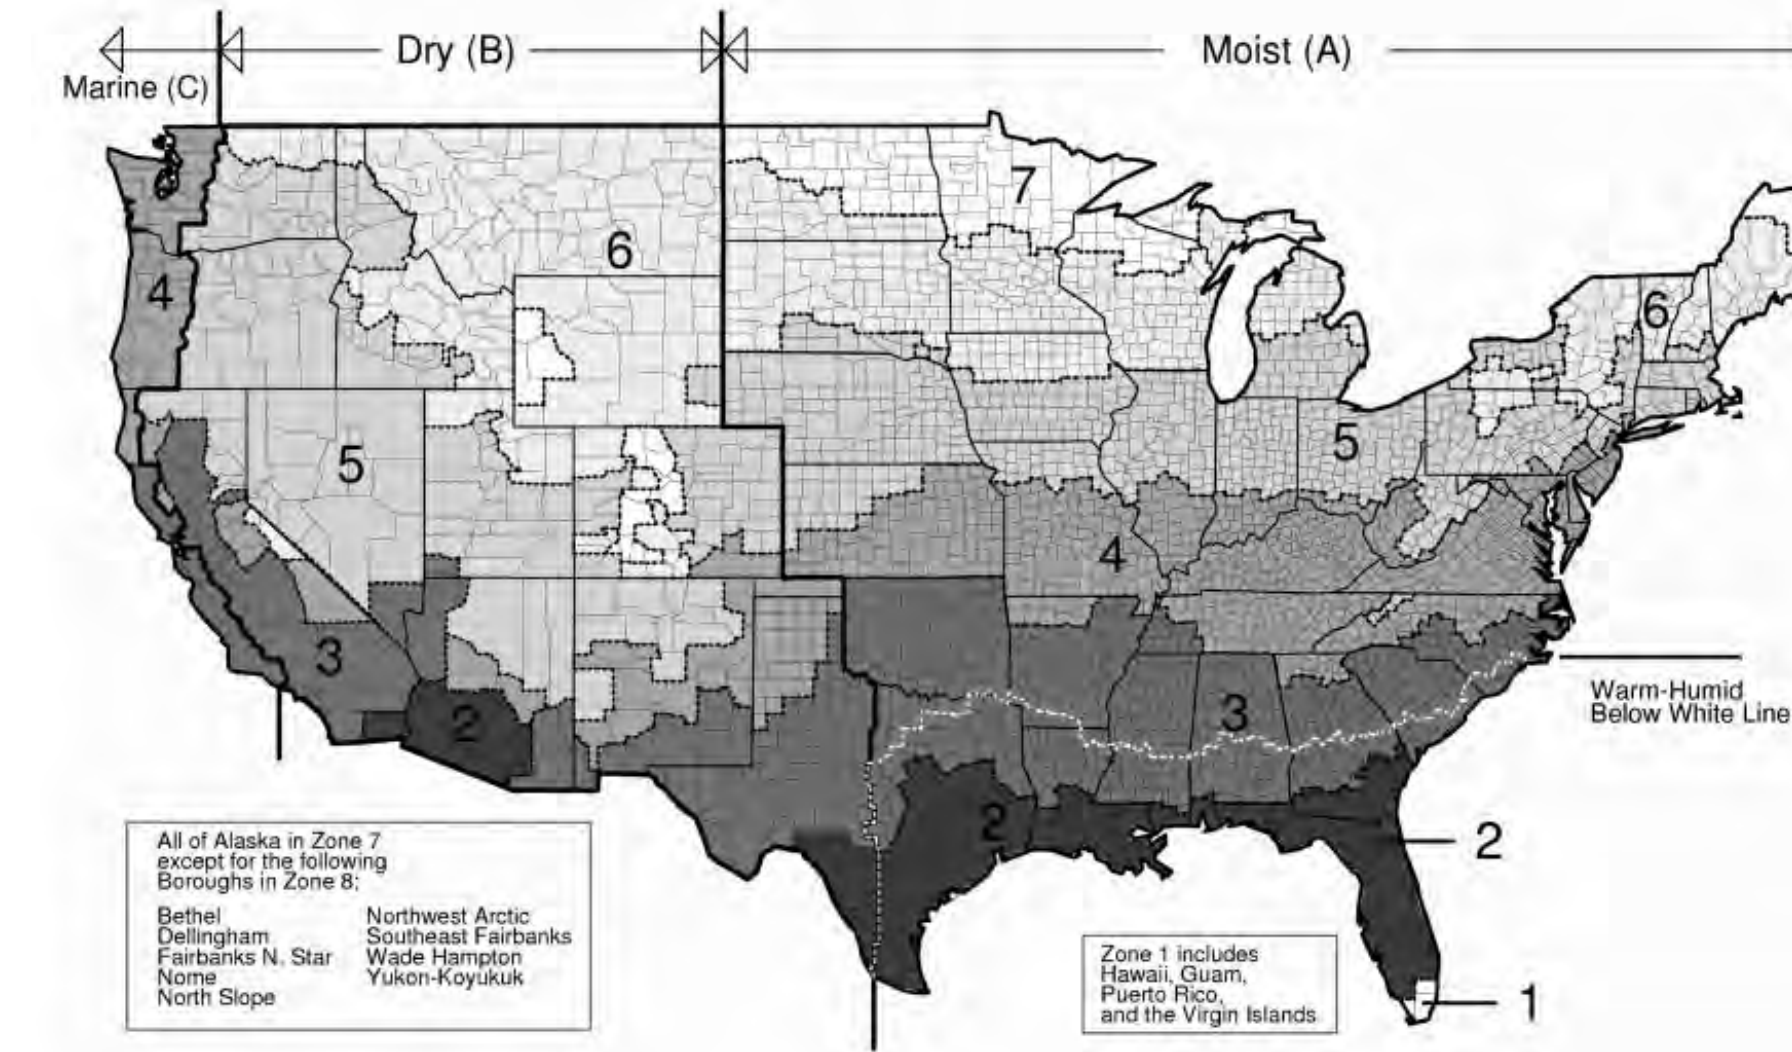 Marine (C)
Dry (B)
Moist (A)
7
6
4
6
5
5
4
3
3
2
2
Warm-Humid
Below White Line
2
1
All of Alaska in Zone 7
except for the following
Boroughs in Zone 8:
Bethel
Dellingham
Fairbanks N. Star
Nome
North Slope
Northwest Arctic
Southeast Fairbanks
Wade Hampton
Yukon-Koyukuk
Zone 1 includes
Hawaii, Guam,
Puerto Rico,
and the Virgin Islands